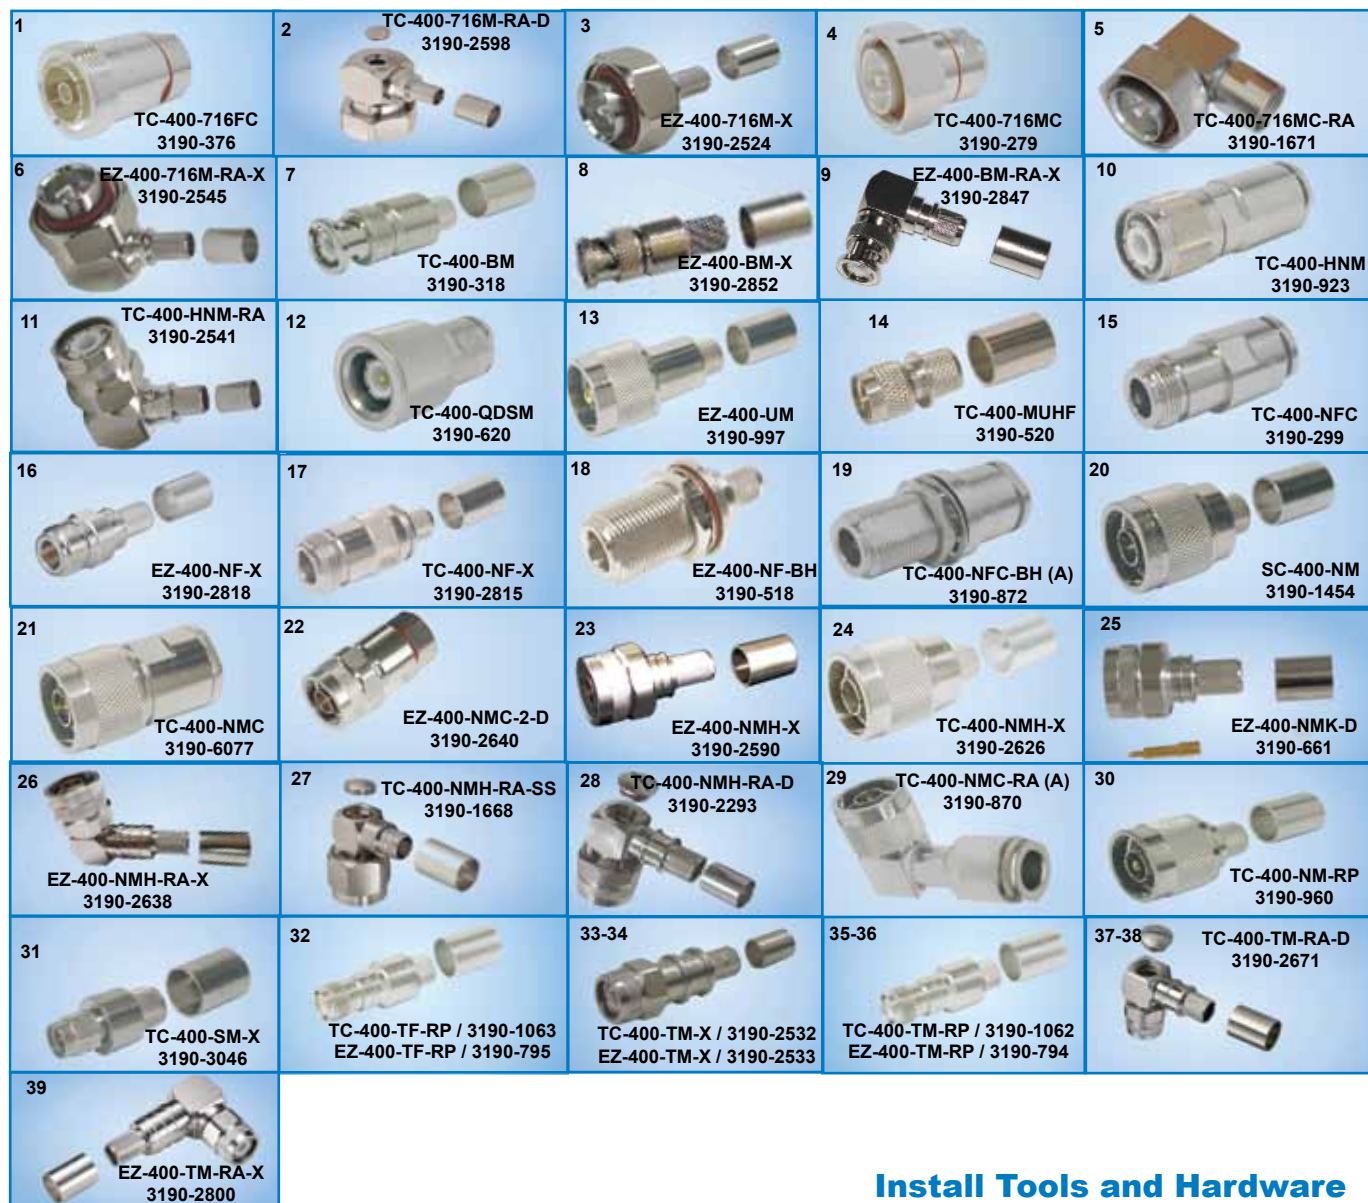 1
TC-400-716FC
3190-376
2
TC-400-716M-RA-D
3190-2598
3
EZ-400-716M-X
3190-2524
4
TC-400-716MC
3190-279
5
TC-400-716MC-RA
3190-1671
6
EZ-400-716M-RA-X
3190-2545
7
TC-400-BM
3190-318
8
EZ-400-BM-X
3190-2852
9
EZ-400-BM-RA-X
3190-2847
10
TC-400-HNM
3190-923
11
TC-400-HNM-RA
3190-2541
12
TC-400-QDSM
3190-620
13
EZ-400-UM
3190-997
14
TC-400-MUHF
3190-520
15
TC-400-NFC
3190-299
16
EZ-400-NF-X
3190-2818
17
TC-400-NF-X
3190-2815
18
EZ-400-NF-BH
3190-518
19
TC-400-NFC-BH (A)
3190-872
20
SC-400-NM
3190-1454
21
TC-400-NMC
3190-6077
22
EZ-400-NMC-2-D
3190-2640
23
EZ-400-NMH-X
3190-2590
24
TC-400-NMH-X
3190-2626
25
EZ-400-NMK-D
3190-661
26
EZ-400-NMH-RA-X
3190-2638
27
TC-400-NMH-RA-SS
3190-1668
28
TC-400-NMH-RA-D
3190-2293
29
TC-400-NMC-RA (A)
3190-870
30
TC-400-NM-RP
3190-960
31
TC-400-SM-X
3190-3046
32
TC-400-TF-RP / 3190-1063
EZ-400-TF-RP / 3190-795
33-34
TC-400-TM-X / 3190-2532
EZ-400-TM-X / 3190-2533
35-36
TC-400-TM-RP / 3190-1062
EZ-400-TM-RP / 3190-794
37-38
TC-400-TM-RA-D
3190-2671
39
EZ-400-TM-RA-X
3190-2800
Install Tools and Hardware